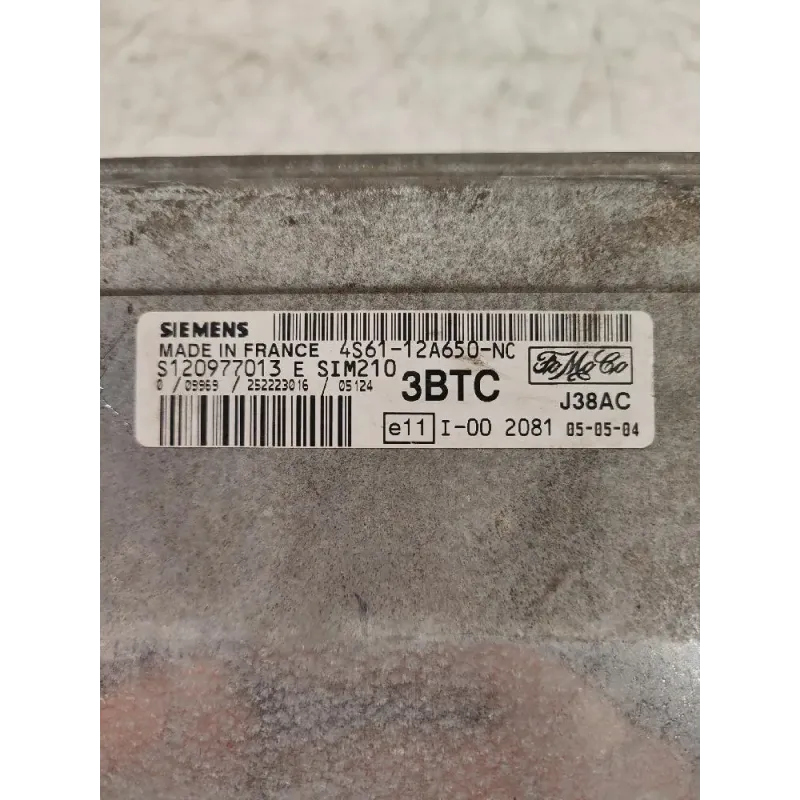 SIEMENS
MADE IN FRANCE 4S61-12A650-NC
S120977013 E SIM210
0 / 09969 / 252223016 / 05124
3BTC
FoMoCo
J38AC
e11 I-00 2081 05-05-04